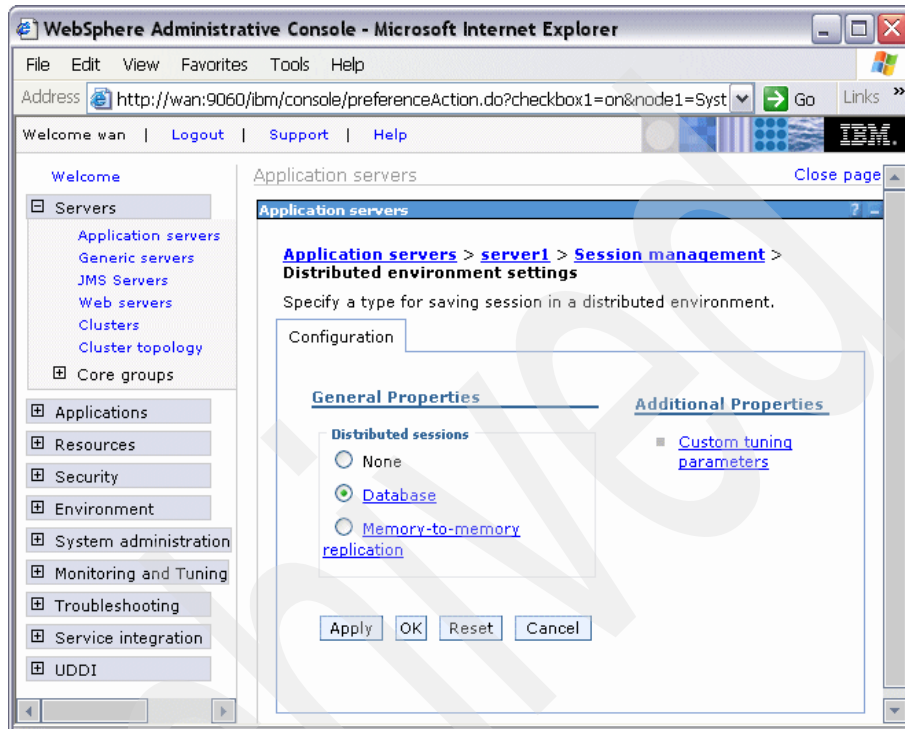 WebSphere Administrative Console - Microsoft Internet Explorer
File Edit View Favorites Tools Help
Address http://wan:9060/ibm/console/preferenceAction.do?checkbox1=on&node1=Syst Go Links »
Welcome wan | Logout | Support | Help IBM.
Welcome
Servers
Application servers
Generic servers
JMS Servers
Web servers
Clusters
Cluster topology
Core groups
Applications
Resources
Security
Environment
System administration
Monitoring and Tuning
Troubleshooting
Service integration
UDDI
Application servers Close page
Application servers ? _
Application servers > server1 > Session management >
Distributed environment settings
Specify a type for saving session in a distributed environment.
Configuration
General Properties
Distributed sessions
None
Database
Memory-to-memory
replication
Apply OK Reset Cancel
Additional Properties
Custom tuning
parameters